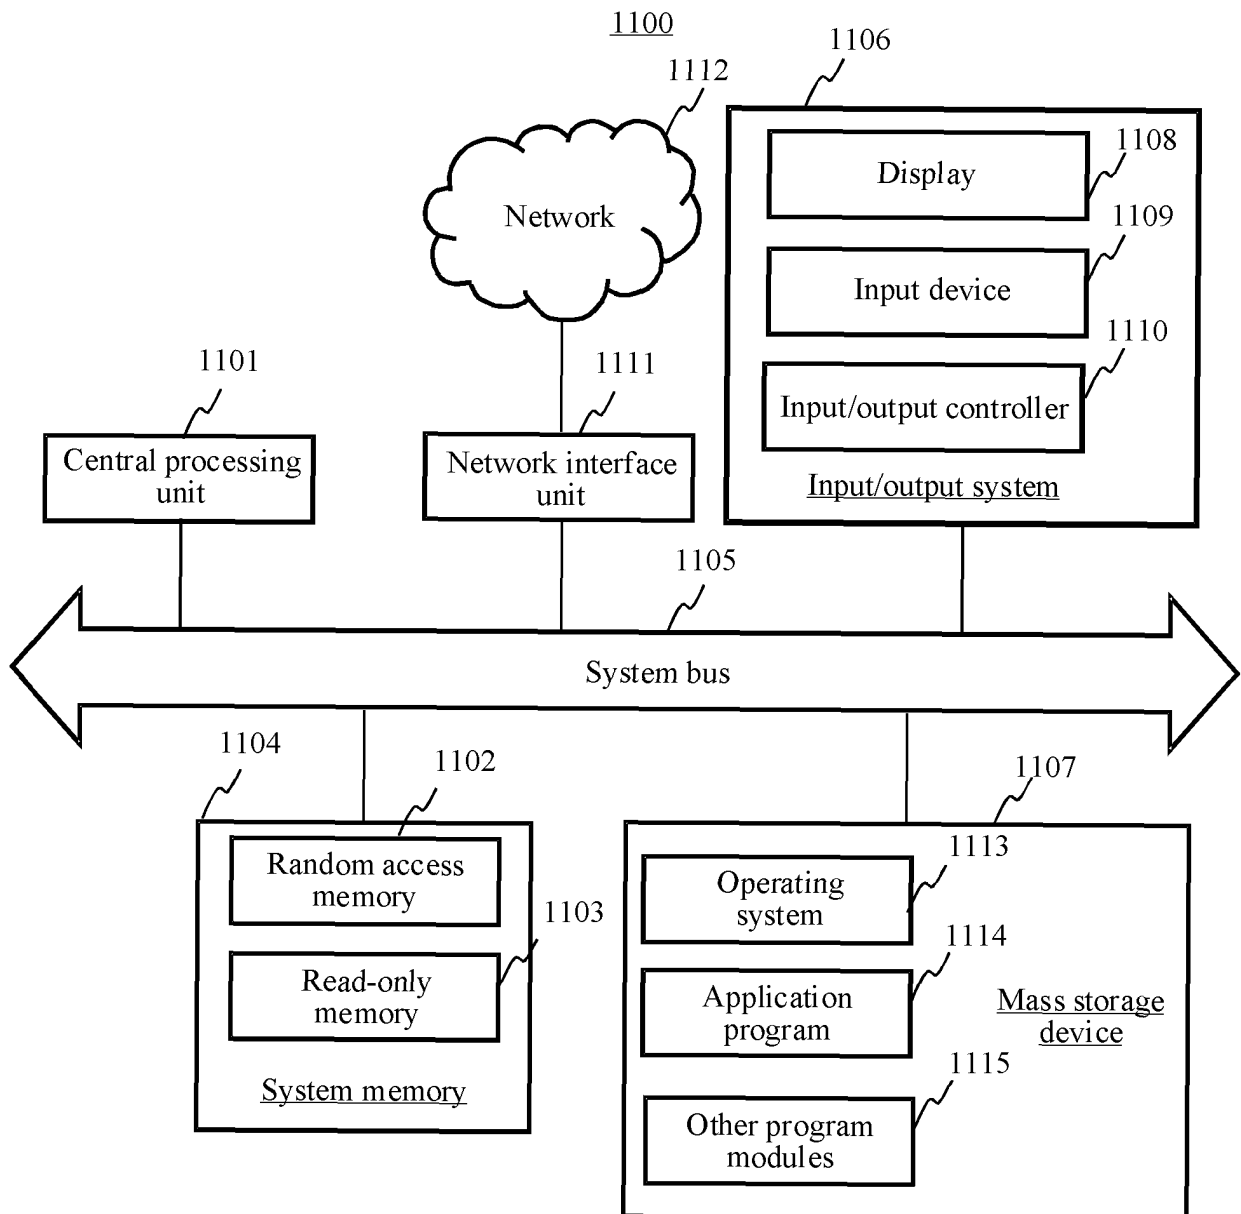 1100
1112
1106
Network
Display
1108
Input device
1109
Input/output controller
1110
Input/output system
1101
Central processing
unit
1111
Network interface
unit
1105
System bus
1104
1102
Random access
memory
1103
Read-only
memory
System memory
1107
Operating
system
1113
Application
program
1114
Mass storage
device
Other program
modules
1115